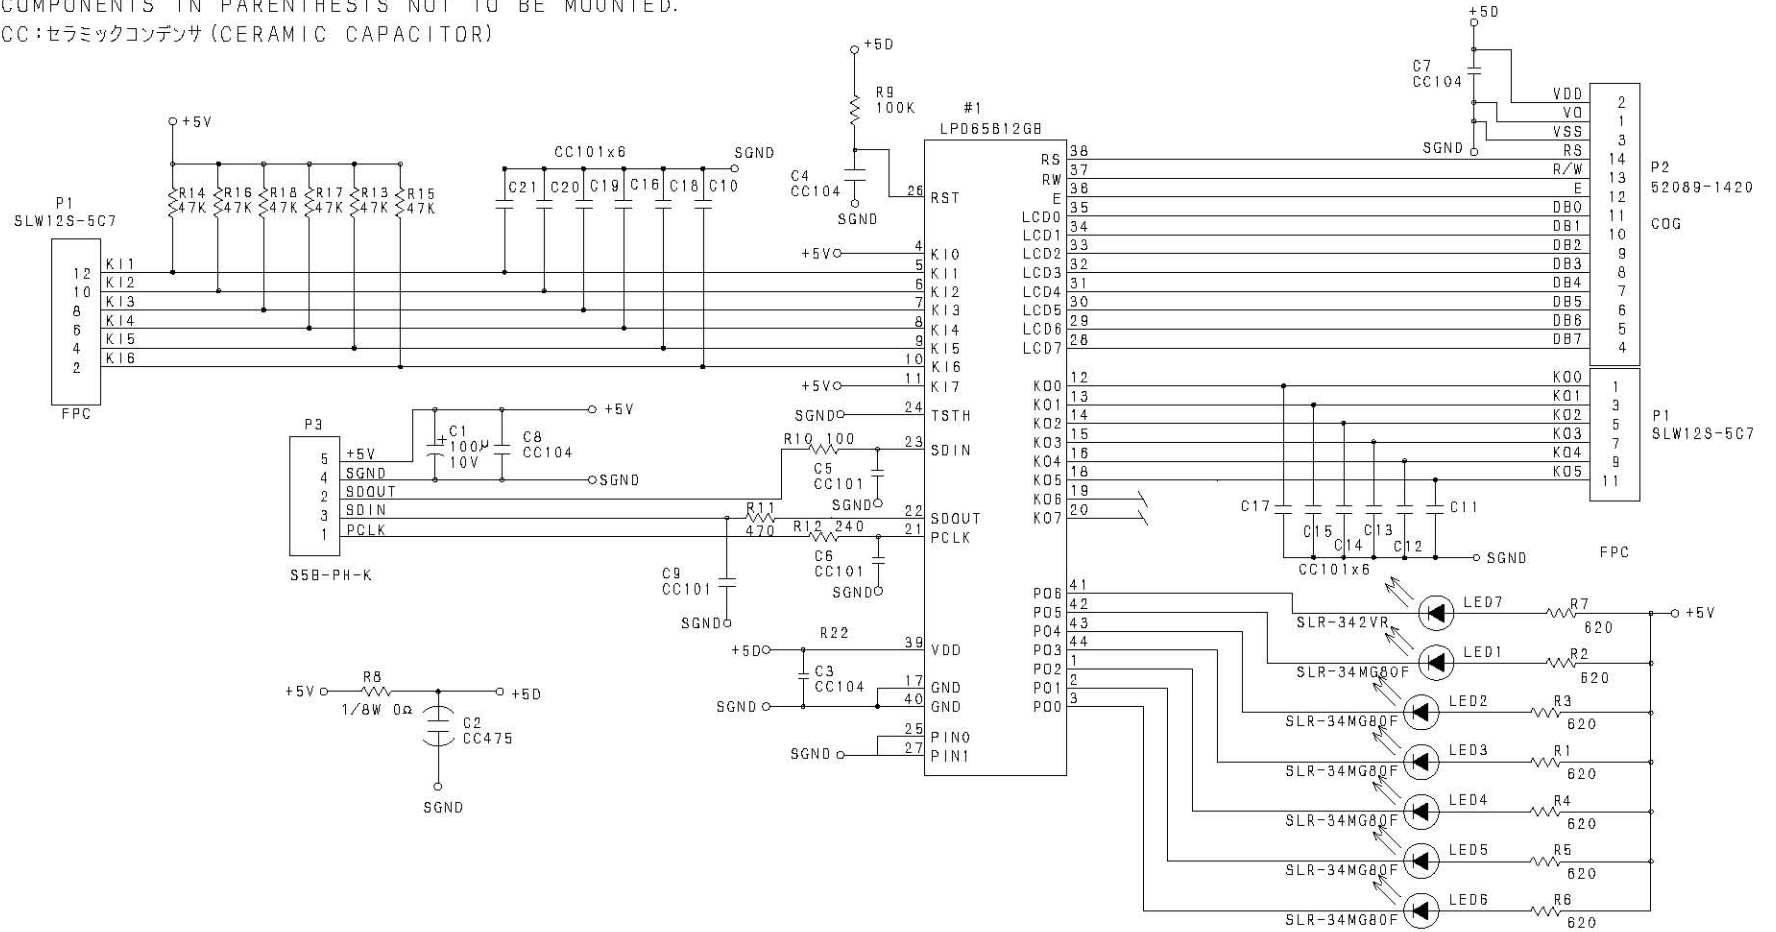 COMPONENTS IN PARENTHESIS NOT TO BE MOUNTED.
CC:セラミックコンデンサ(CERAMIC CAPACITOR)
+5V
R14 R16 R18 R17 R13 R15
47K 47K 47K 47K 47K 47K
P1
SLW12S-5C7
12 KI1
10 KI2
8 KI3
6 KI4
4 KI5
2 KI6
FPC
CC101x6 SGND
C21 C20 C19 C16 C18 C10
+5D
R9
100K
C4
CC104
SGND
#1
LPD65612GB
26 RST
+5V 4 KI0
5 KI1
6 KI2
7 KI3
8 KI4
9 KI5
10 KI6
+5V 11 KI7
SGND 24 TSTH
23 SDIN
22 SDOUT
21 PCLK
+5D 39 VDD
17 GND
SGND 40 GND
25 PIN0
SGND 27 PIN1
RS 38
RW 37
E 36
LCD0 35
LCD1 34
LCD2 33
LCD3 32
LCD4 31
LCD5 30
LCD6 29
LCD7 28
KO0 12
KO1 13
KO2 14
KO3 15
KO4 16
KO5 18
KO6 19
KO7 20
PO6 41
PO5 42
PO4 43
PO3 44
PO2 1
PO1 2
PO0 3
P3
5 +5V
4 SGND
2 SDOUT
3 SDIN
1 PCLK
S5B-PH-K
+5V
C1
100μ
10V
C8
CC104
SGND
R10 100
C5
CC101
SGND
R11
470
R12 240
C6
CC101
SGND
C9
CC101
SGND
R22
C3
CC104
+5V R8 +5D
1/8W 0Ω
C2
CC475
SGND
+5D
C7
CC104
SGND
VDD 2
VO 1
VSS 3
RS 14
R/W 13
E 12
DB0 11
DB1 10
DB2 9
DB3 8
DB4 7
DB5 6
DB6 5
DB7 4
P2
52089-1420
COG
KO0 1
KO1 3
KO2 5
KO3 7
KO4 9
KO5 11
P1
SLW12S-5C7
FPC
C17 C15 C14 C13 C12 C11
CC101x6
SGND
LED7 R7 +5V
SLR-342VR 620
LED1 R2
SLR-34MG80F 620
LED2 R3
SLR-34MG80F 620
LED3 R1
SLR-34MG80F 620
LED4 R4
SLR-34MG80F 620
LED5 R5
SLR-34MG80F 620
LED6 R6
SLR-34MG80F 620